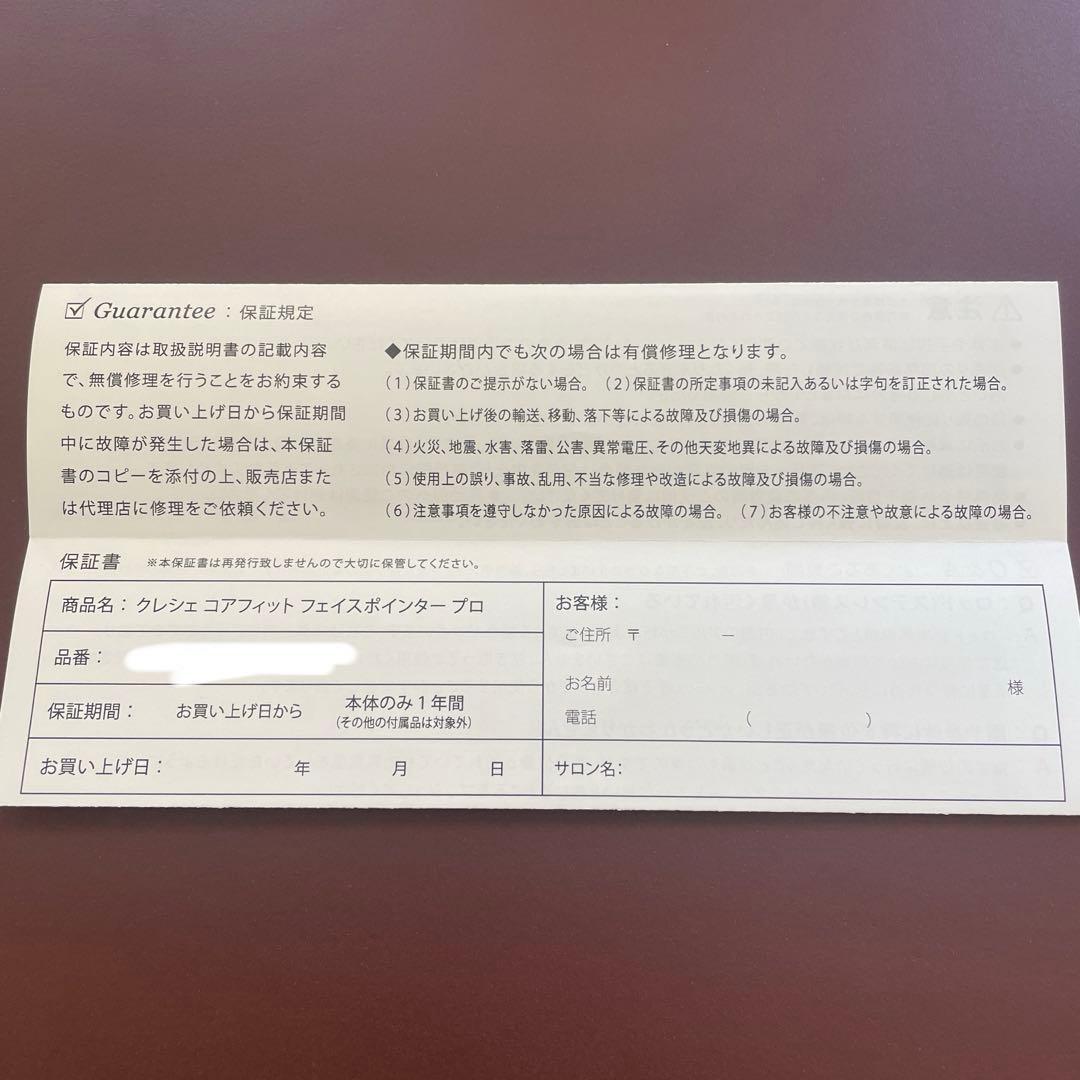 Guarantee : 保証規定
保証内容は取扱説明書の記載内容
で、無償修理を行うことをお約束する
ものです。お買い上げ日から保証期間
中に故障が発生した場合は、本保証
書のコピーを添付の上、販売店また
は代理店に修理をご依頼ください。
◆保証期間内でも次の場合は有償修理となります。
(1)保証書のご提示がない場合。 (2)保証書の所定事項の未記入あるいは字句を訂正された場合。
(3)お買い上げ後の輸送、移動、落下等による故障及び損傷の場合。
(4)火災、地震、水害、落雷、公害、異常電圧、その他天変地異による故障及び損傷の場合。
(5)使用上の誤り、事故、乱用、不当な修理や改造による故障及び損傷の場合。
(6)注意事項を遵守しなかった原因による故障の場合。 (7)お客様の不注意や故意による故障の場合。
保証書 ※本保証書は再発行致しませんので大切に保管してください。
商品名: クレシェ コアフィット フェイスポインター プロ
品番:
保証期間: お買い上げ日から 本体のみ1年間
(その他の付属品は対象外)
お買い上げ日: 年 月 日
お客様:
ご住所 〒 －
お名前 様
電話 ( )
サロン名: